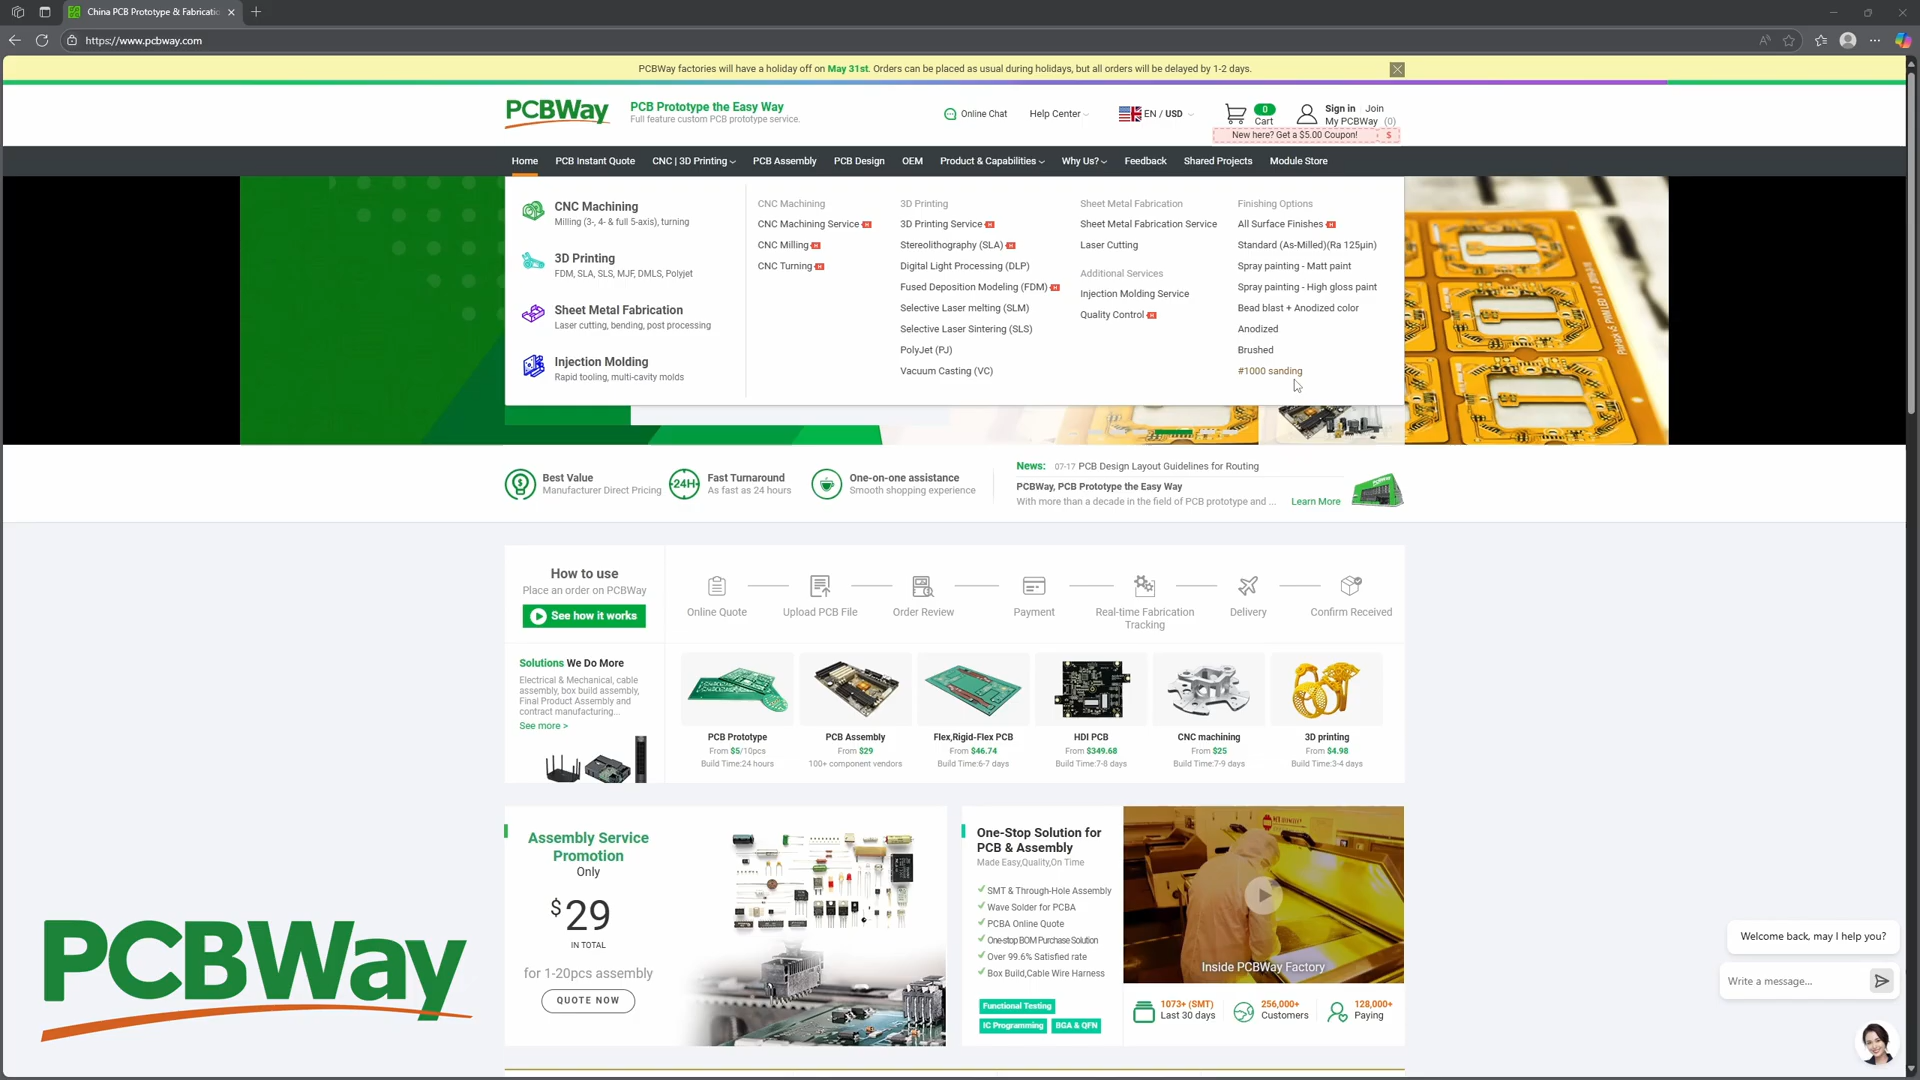 China PCB Prototype & Fabricatio
https://www.pcbway.com
PCBWay factories will have a holiday off on May 31st. Orders can be placed as usual during holidays, but all orders will be delayed by 1-2 days.
PCBWay
PCB Prototype the Easy Way
Full feature custom PCB prototype service.
Online Chat
Help Center
EN / USD
0
Cart
Sign in Join
My PCBWay (0)
New here? Get a $5.00 Coupon! $
Home PCB Instant Quote CNC | 3D Printing PCB Assembly PCB Design OEM Product & Capabilities Why Us? Feedback Shared Projects Module Store
CNC Machining
Milling (3-, 4- & full 5-axis), turning
3D Printing
FDM, SLA, SLS, MJF, DMLS, Polyjet
Sheet Metal Fabrication
Laser cutting, bending, post processing
Injection Molding
Rapid tooling, multi-cavity molds
CNC Machining
CNC Machining Service H
CNC Milling H
CNC Turning H
3D Printing
3D Printing Service H
Stereolithography (SLA) H
Digital Light Processing (DLP)
Fused Deposition Modeling (FDM) H
Selective Laser melting (SLM)
Selective Laser Sintering (SLS)
PolyJet (PJ)
Vacuum Casting (VC)
Sheet Metal Fabrication
Sheet Metal Fabrication Service
Laser Cutting
Additional Services
Injection Molding Service
Quality Control H
Finishing Options
All Surface Finishes H
Standard (As-Milled)(Ra 125µin)
Spray painting - Matt paint
Spray painting - High gloss paint
Bead blast + Anodized color
Anodized
Brushed
#1000 sanding
Best Value
Manufacturer Direct Pricing
24H
Fast Turnaround
As fast as 24 hours
One-on-one assistance
Smooth shopping experience
News: 07-17 PCB Design Layout Guidelines for Routing
PCBWay, PCB Prototype the Easy Way
With more than a decade in the field of PCB prototype and ... Learn More
How to use
Place an order on PCBWay
See how it works
Online Quote
Upload PCB File
Order Review
Payment
Real-time Fabrication
Tracking
Delivery
Confirm Received
Solutions We Do More
Electrical & Mechanical, cable
assembly, box build assembly,
Final Product Assembly and
contract manufacturing...
See more >
PCB Prototype
From $5/10pcs
Build Time:24 hours
PCB Assembly
From $29
100+ component vendors
Flex,Rigid-Flex PCB
From $46.74
Build Time:6-7 days
HDI PCB
From $349.68
Build Time:7-8 days
CNC machining
From $25
Build Time:7-9 days
3D printing
From $4.98
Build Time:3-4 days
Assembly Service
Promotion
Only
$29
IN TOTAL
for 1-20pcs assembly
QUOTE NOW
One-Stop Solution for
PCB & Assembly
Made Easy,Quality,On Time
SMT & Through-Hole Assembly
Wave Solder for PCBA
PCBA Online Quote
One-stop BOM Purchase Solution
Over 99.6% Satisfied rate
Box Build,Cable Wire Harness
Functional Testing
IC Programming
BGA & QFN
Inside PCBWay Factory
1073+ (SMT)
Last 30 days
256,000+
Customers
128,000+
Paying
PCBWay
Welcome back, may I help you?
Write a message...